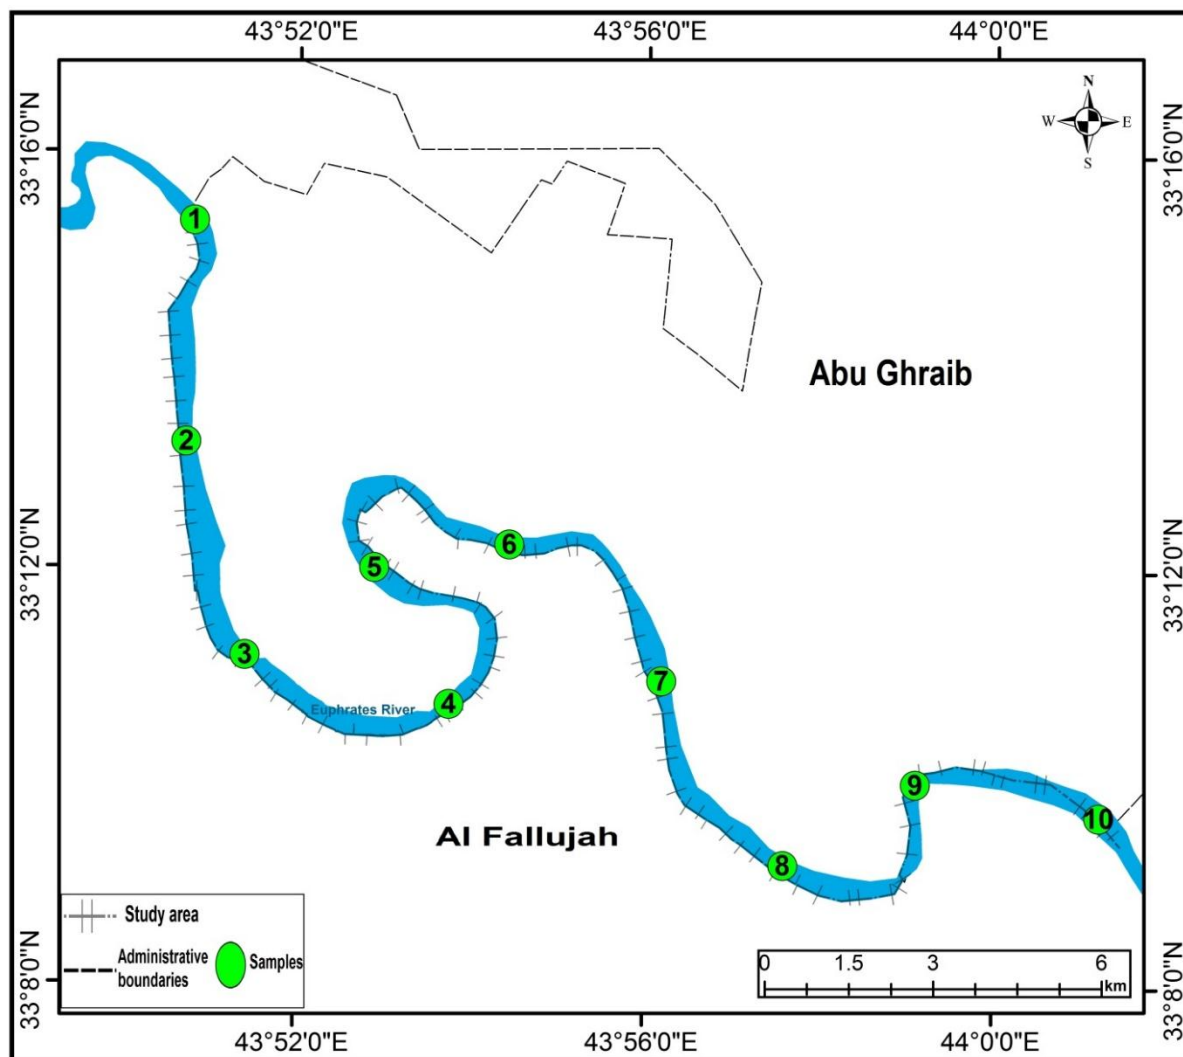 43°52'0"E
43°56'0"E
44°0'0"E
N
W
E
S
33°16'0"N
33°16'0"N
1
Abu Ghraib
2
6
5
33°12'0"N
33°12'0"N
3
7
4
Euphrates River
9
10
Al Fallujah
8
Study area
Administrative
boundaries
Samples
0 1.5 3 6
km
33°8'0"N
33°8'0"N
43°52'0"E
43°56'0"E
44°0'0"E